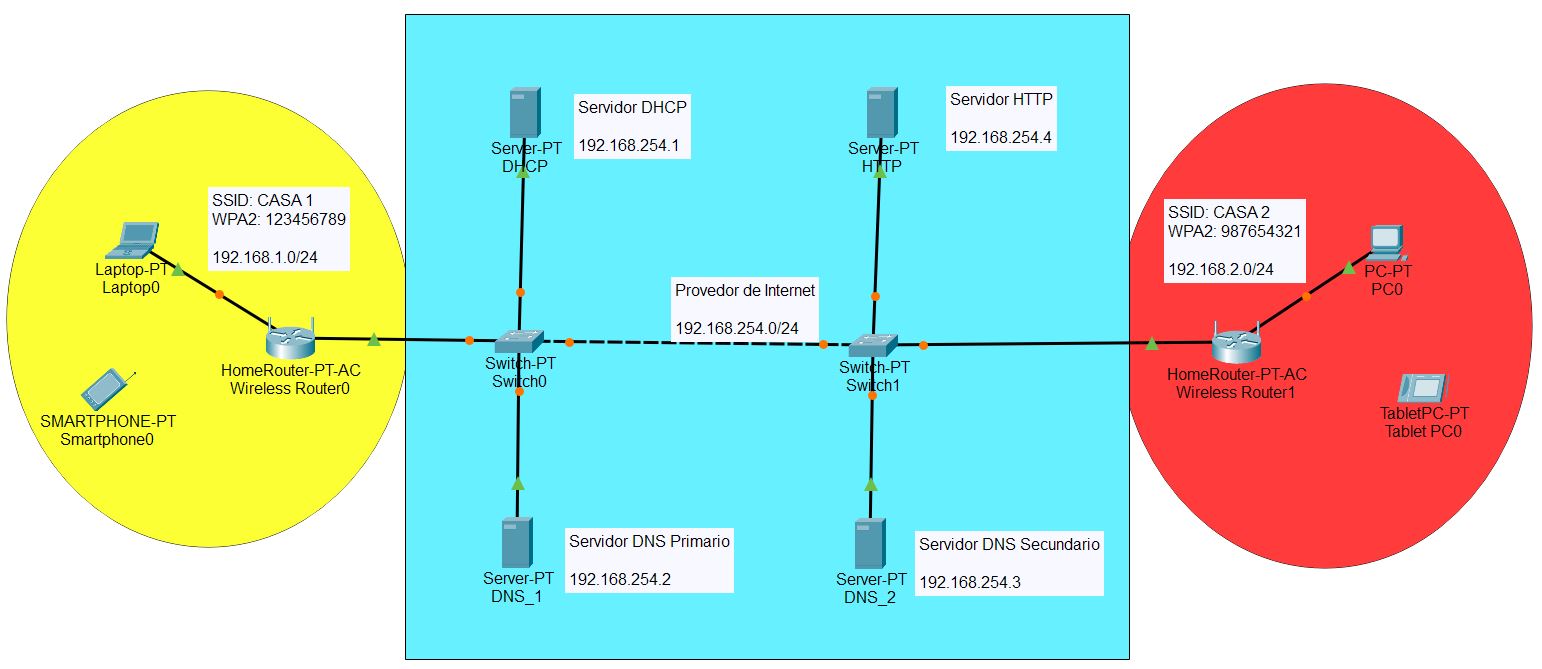 SSID: CASA 1
WPA2: 123456789
192.168.1.0/24
Laptop-PT
Laptop0
HomeRouter-PT-AC
Wireless Router0
SMARTPHONE-PT
Smartphone0
Server-PT
DHCP
Servidor DHCP
192.168.254.1
Server-PT
HTTP
Servidor HTTP
192.168.254.4
Provedor de Internet
192.168.254.0/24
Switch-PT
Switch0
Switch-PT
Switch1
Server-PT
DNS_1
Servidor DNS Primario
192.168.254.2
Server-PT
DNS_2
Servidor DNS Secundario
192.168.254.3
SSID: CASA 2
WPA2: 987654321
192.168.2.0/24
PC-PT
PC0
HomeRouter-PT-AC
Wireless Router1
TabletPC-PT
Tablet PC0